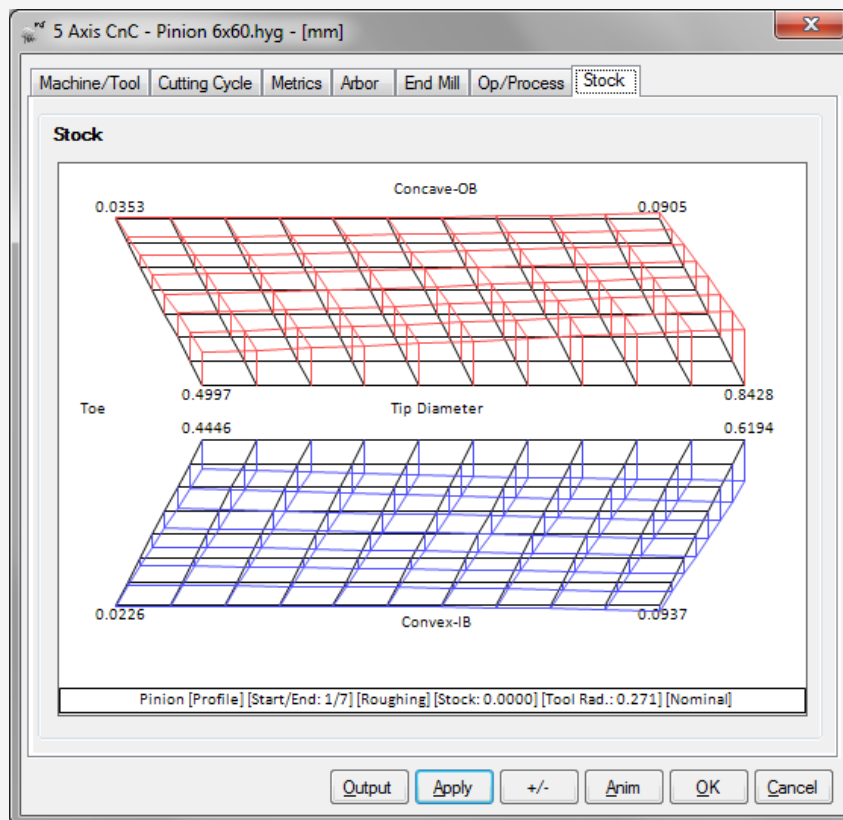 5 Axis CnC - Pinion 6x60.hyg - [mm]
Machine/Tool Cutting Cycle Metrics Arbor End Mill Op/Process Stock
Stock
Concave-OB
0.0353 0.0905
0.4997 0.8428
Toe Tip Diameter
0.4446 0.6194
0.0226 0.0937
Convex-IB
Pinion [Profile] [Start/End: 1/7] [Roughing] [Stock: 0.0000] [Tool Rad.: 0.271] [Nominal]
Output Apply +/- Anim OK Cancel